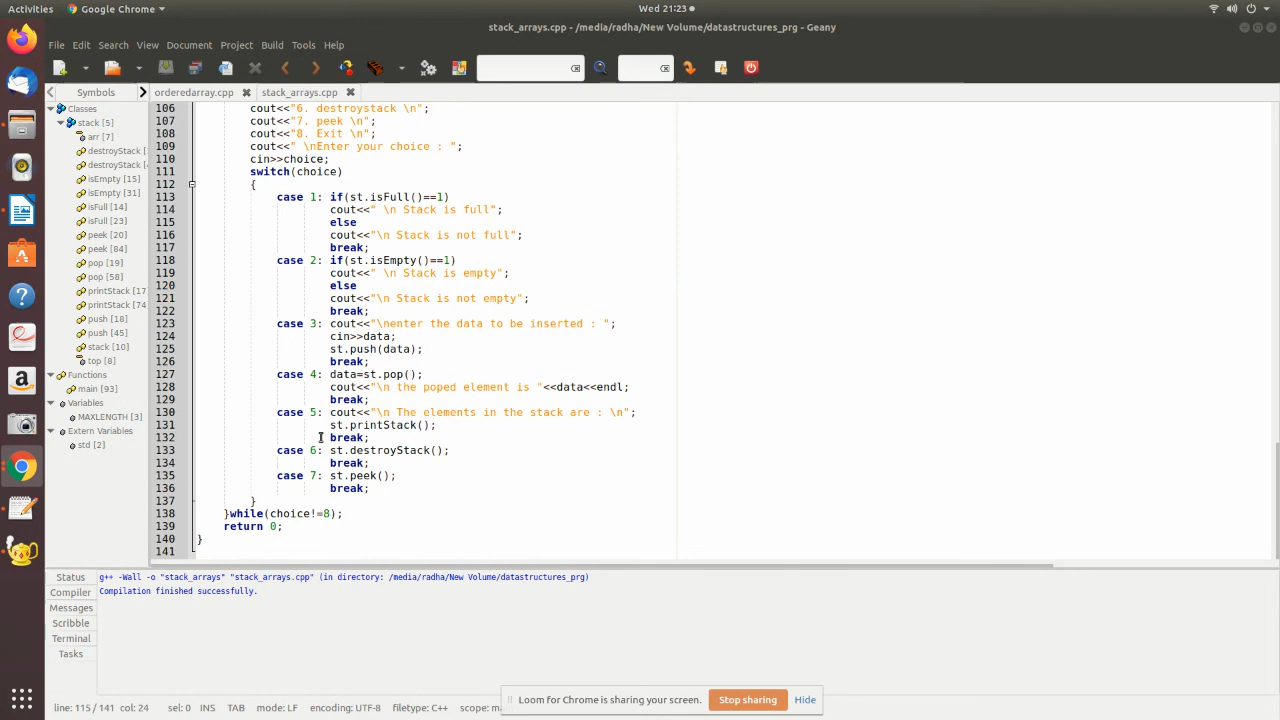 Activities Google Chrome Wed 21:23
stack_arrays.cpp - /media/radha/New Volume/datastructures_prg - Geany
File Edit Search View Document Project Build Tools Help
Symbols orderedarray.cpp stack_arrays.cpp
Classes
stack [5]
arr [7]
destroyStack [
destroyStack [
isEmpty [15]
isEmpty [31]
isFull [14]
isFull [23]
peek [20]
peek [84]
pop [19]
pop [58]
printStack [17
printStack [74
push [18]
push [45]
stack [10]
top [8]
Functions
main [93]
Variables
MAXLENGTH [3]
Extern Variables
std [2]
106 cout<<"6. destroystack \n";
107 cout<<"7. peek \n";
108 cout<<"8. Exit \n";
109 cout<<" \nEnter your choice : ";
110 cin>>choice;
111 switch(choice)
112 {
113 case 1: if(st.isFull()==1)
114 cout<<" \n Stack is full";
115 else
116 cout<<"\n Stack is not full";
117 break;
118 case 2: if(st.isEmpty()==1)
119 cout<<" \n Stack is empty";
120 else
121 cout<<"\n Stack is not empty";
122 break;
123 case 3: cout<<"\nenter the data to be inserted : ";
124 cin>>data;
125 st.push(data);
126 break;
127 case 4: data=st.pop();
128 cout<<"\n the poped element is "<<data<<endl;
129 break;
130 case 5: cout<<"\n The elements in the stack are : \n";
131 st.printStack();
132 break;
133 case 6: st.destroyStack();
134 break;
135 case 7: st.peek();
136 break;
137 }
138 }while(choice!=8);
139 return 0;
140 }
141
Status
Compiler
Messages
Scribble
Terminal
Tasks
g++ -Wall -o "stack_arrays" "stack_arrays.cpp" (in directory: /media/radha/New Volume/datastructures_prg)
Compilation finished successfully.
Loom for Chrome is sharing your screen. Stop sharing Hide
line: 115 / 141 col: 24 sel: 0 INS TAB mode: LF encoding: UTF-8 filetype: C++ scope: m